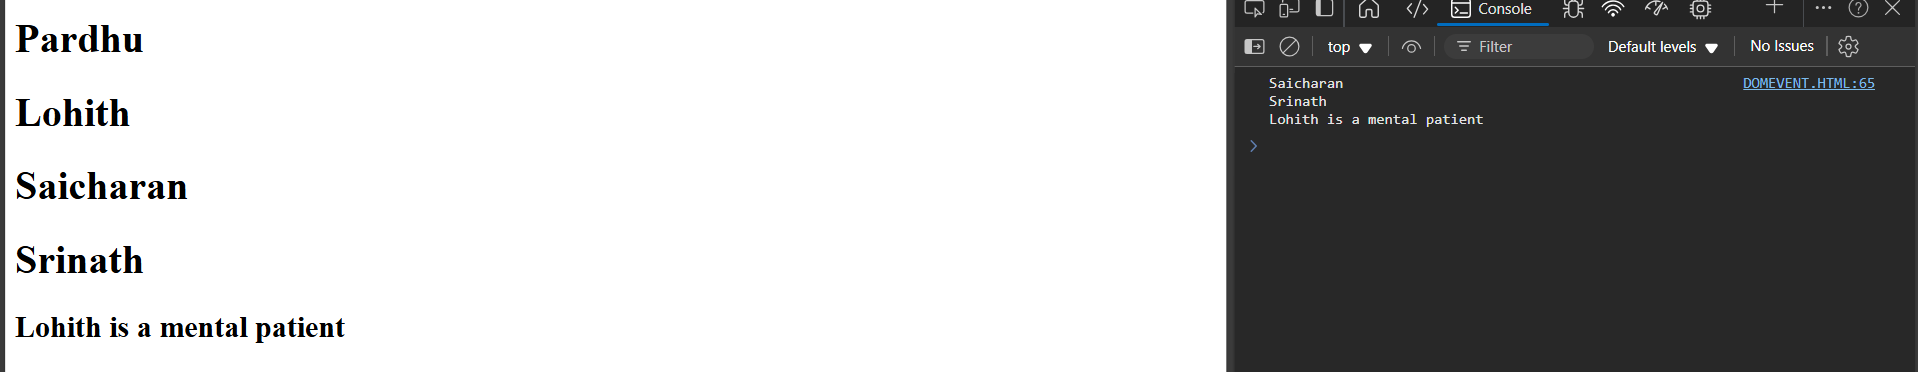 Pardhu
Lohith
Saicharan
Srinath
Lohith is a mental patient
Console
top
Filter
Default levels
No Issues
Saicharan DOMEVENT.HTML:65
Srinath
Lohith is a mental patient